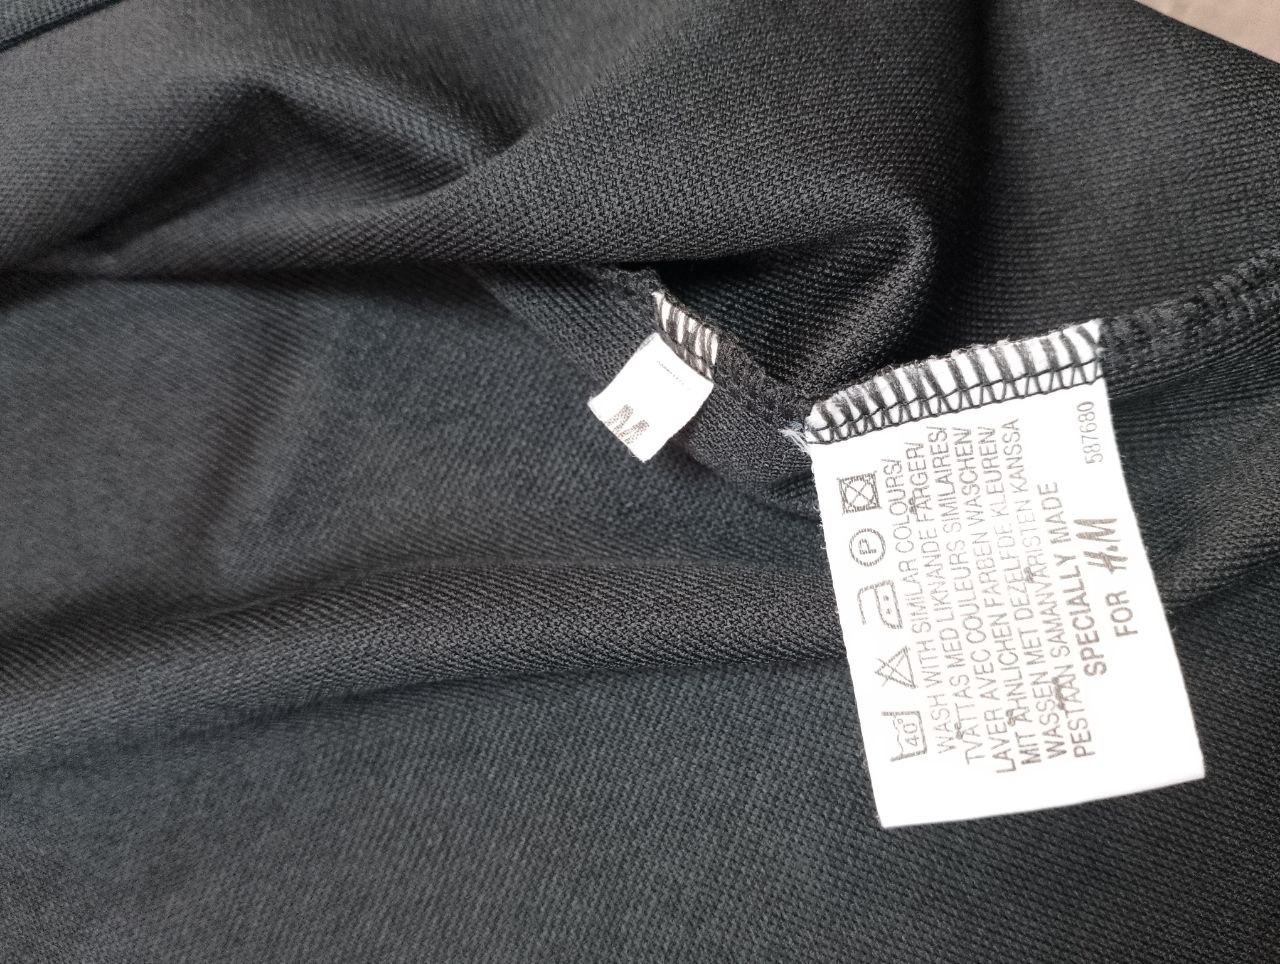 M
40°
P
WASH WITH SIMILAR COLOURS/
TVÄTTAS MED LIKNANDE FÄRGER/
LAVER AVEC COULEURS SIMILAIRES/
MIT ÄHNLICHEN FARBEN WASCHEN/
WASSEN MET DEZELFDE KLEUREN/
PESTÄÄN SAMANVÄRISTEN KANSSA
SPECIALLY MADE
FOR H&M
587680